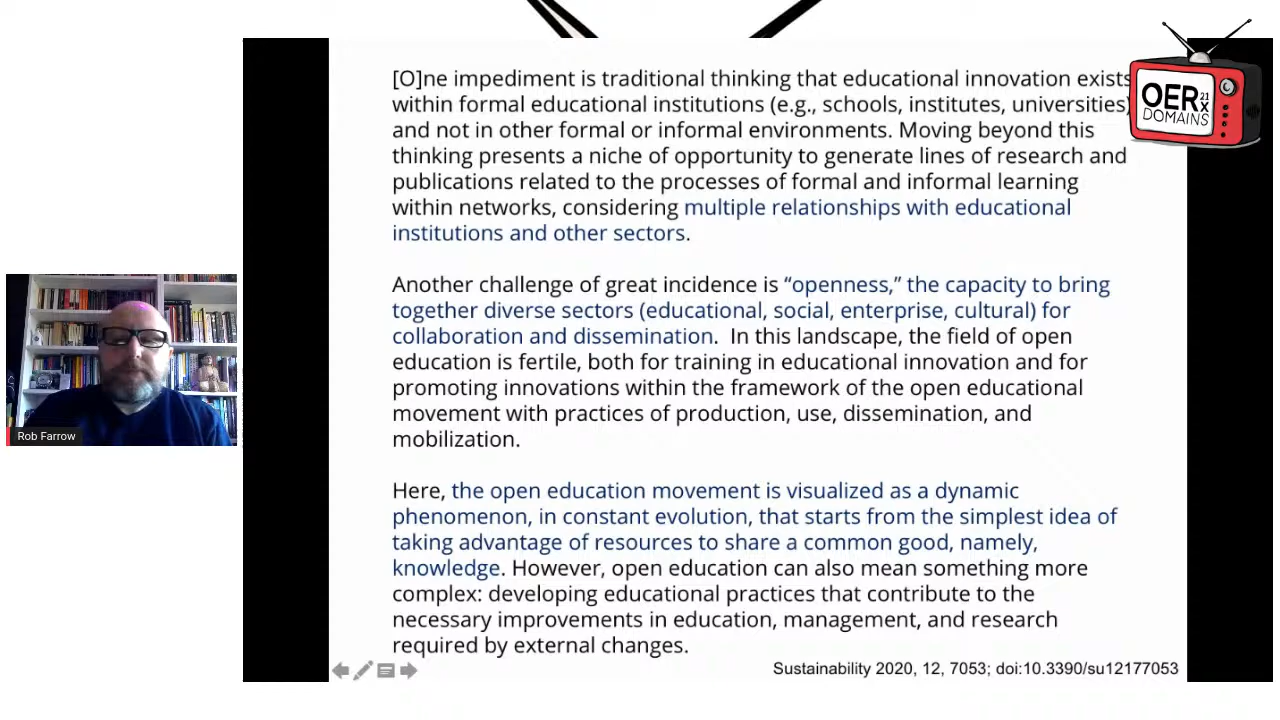 [O]ne impediment is traditional thinking that educational innovation exists
within formal educational institutions (e.g., schools, institutes, universities)
and not in other formal or informal environments. Moving beyond this
thinking presents a niche of opportunity to generate lines of research and
publications related to the processes of formal and informal learning
within networks, considering multiple relationships with educational
institutions and other sectors.
Another challenge of great incidence is “openness,” the capacity to bring
together diverse sectors (educational, social, enterprise, cultural) for
collaboration and dissemination. In this landscape, the field of open
education is fertile, both for training in educational innovation and for
promoting innovations within the framework of the open educational
movement with practices of production, use, dissemination, and
mobilization.
Here, the open education movement is visualized as a dynamic
phenomenon, in constant evolution, that starts from the simplest idea of
taking advantage of resources to share a common good, namely,
knowledge. However, open education can also mean something more
complex: developing educational practices that contribute to the
necessary improvements in education, management, and research
required by external changes.
Sustainability 2020, 12, 7053; doi:10.3390/su12177053
OER 21
x
DOMAINS
Rob Farrow